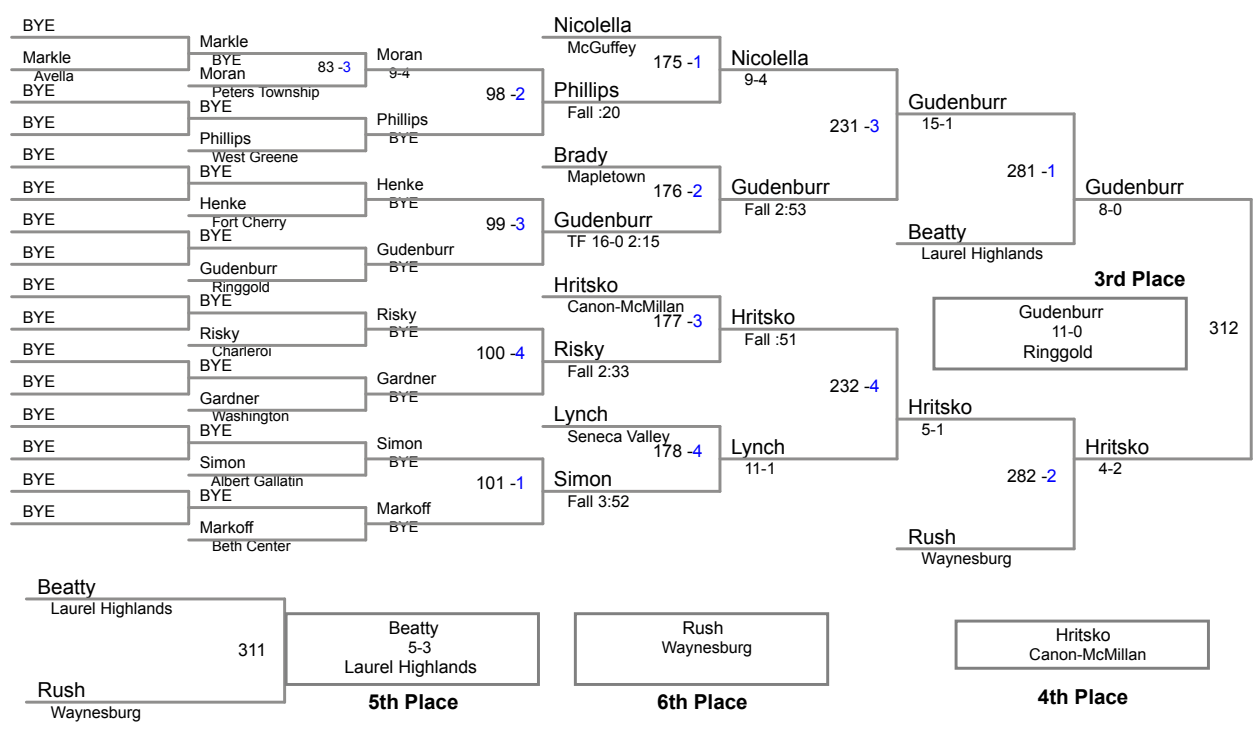 BYE
Markle
Avella
BYE
BYE
BYE
BYE
BYE
BYE
BYE
BYE
BYE
BYE
BYE
BYE
BYE
BYE
Markle
BYE
Moran
Peters Township
BYE
Phillips
West Greene
BYE
Henke
Fort Cherry
BYE
Gudenburr
Ringgold
BYE
Risky
Charleroi
BYE
Gardner
Washington
BYE
Simon
Albert Gallatin
BYE
Markoff
Beth Center
83 -3
Moran
9-4
Phillips
BYE
Henke
BYE
Gudenburr
BYE
Risky
BYE
Gardner
BYE
Simon
BYE
Markoff
BYE
98 -2
99 -3
100 -4
101 -1
Nicolella
McGuffey
Phillips
Fall :20
Brady
Mapletown
Gudenburr
TF 16-0 2:15
Hritsko
Canon-McMillan
Risky
Fall 2:33
Lynch
Seneca Valley
Simon
Fall 3:52
175 -1
176 -2
177 -3
178 -4
Nicolella
9-4
Gudenburr
Fall 2:53
Hritsko
Fall :51
Lynch
11-1
231 -3
232 -4
Gudenburr
15-1
Beatty
Laurel Highlands
Hritsko
5-1
Rush
Waynesburg
281 -1
282 -2
Gudenburr
8-0
Hritsko
4-2
312
3rd Place
Gudenburr
11-0
Ringgold
Beatty
Laurel Highlands
311
Rush
Waynesburg
Beatty
5-3
Laurel Highlands
5th Place
Rush
Waynesburg
6th Place
Hritsko
Canon-McMillan
4th Place